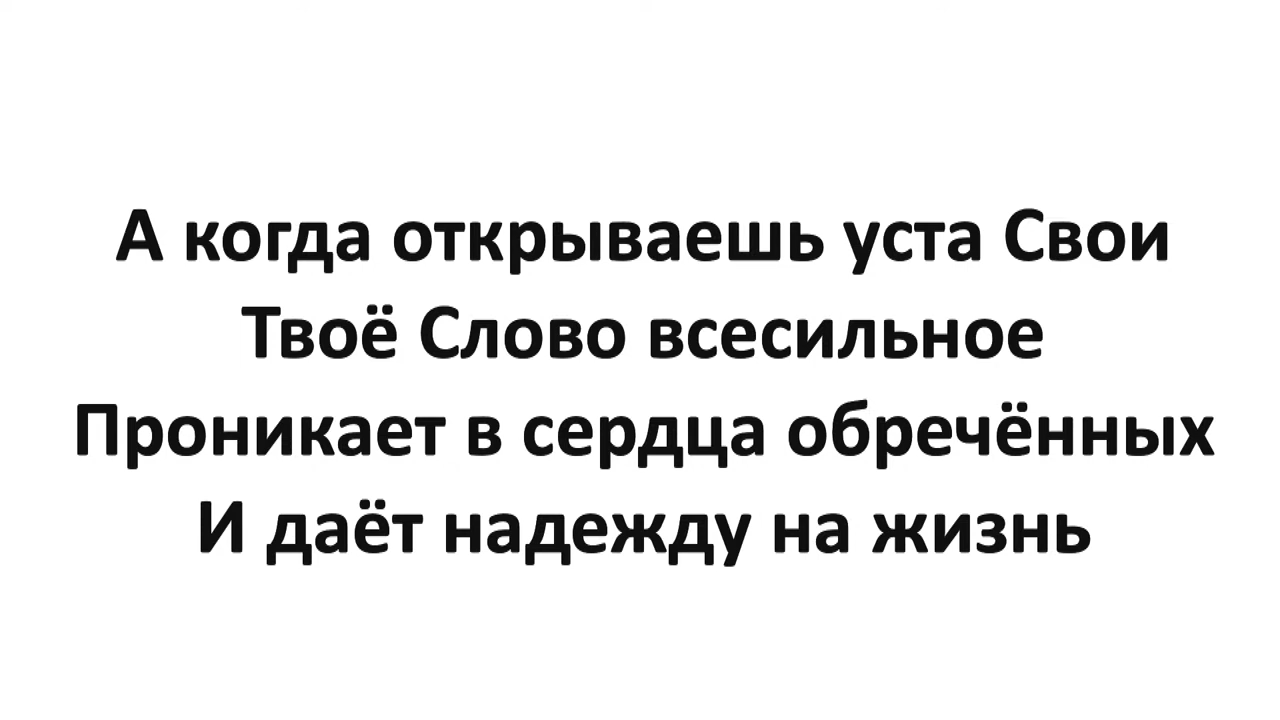 А когда открываешь уста Свои
Твоё Слово всесильное
Проникает в сердца обречённых
И даёт надежду на жизнь